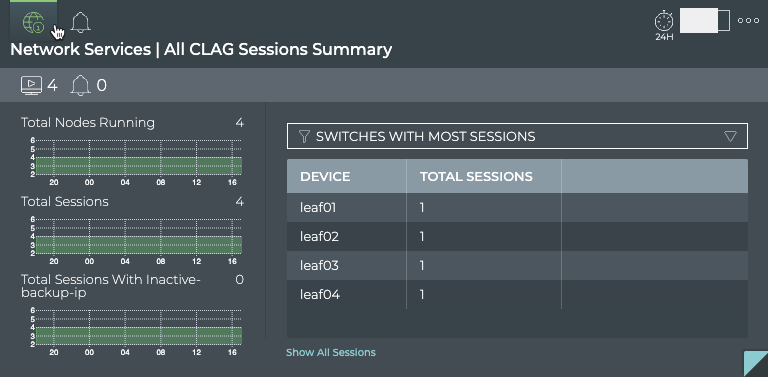 1
24H
Network Services | All CLAG Sessions Summary
4 0
Total Nodes Running 4
6
5
4
3
2
20 00 04 08 12 16
Total Sessions 4
6
5
4
3
2
20 00 04 08 12 16
Total Sessions With Inactive- 0
backup-ip
6
5
4
3
2
20 00 04 08 12 16
SWITCHES WITH MOST SESSIONS
DEVICE TOTAL SESSIONS
leaf01 1
leaf02 1
leaf03 1
leaf04 1
Show All Sessions